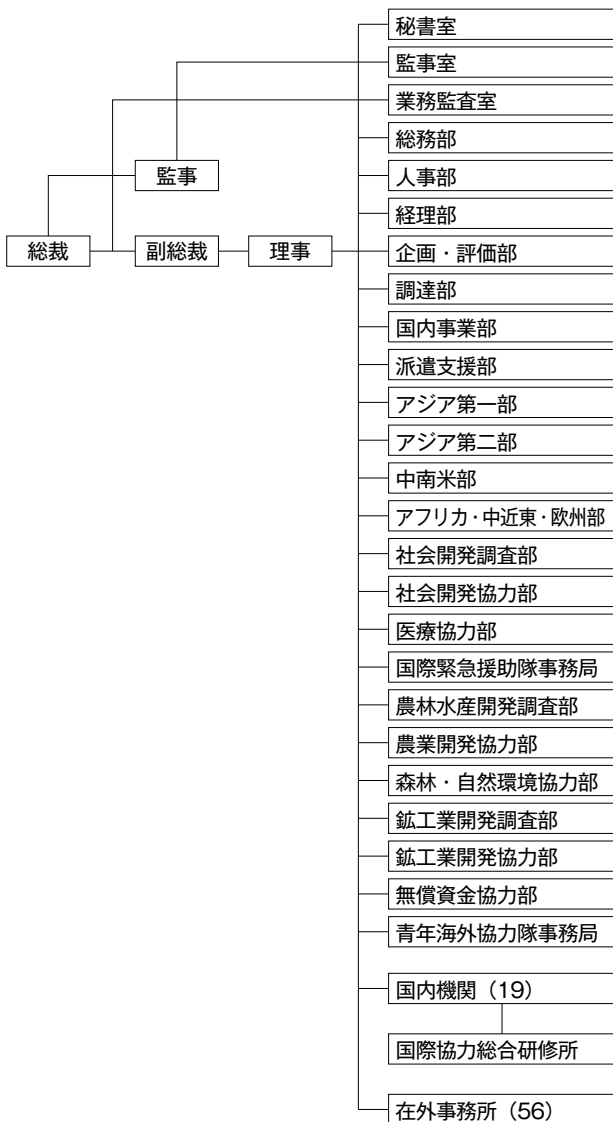 秘書室
監事室
業務監査室
総務部
監事
人事部
経理部
総裁
副総裁
理事
企画・評価部
調達部
国内事業部
派遣支援部
アジア第一部
アジア第二部
中南米部
アフリカ・中近東・欧州部
社会開発調査部
社会開発協力部
医療協力部
国際緊急援助隊事務局
農林水産開発調査部
農業開発協力部
森林・自然環境協力部
鉱工業開発調査部
鉱工業開発協力部
無償資金協力部
青年海外協力隊事務局
国内機関（19）
国際協力総合研修所
在外事務所（56）